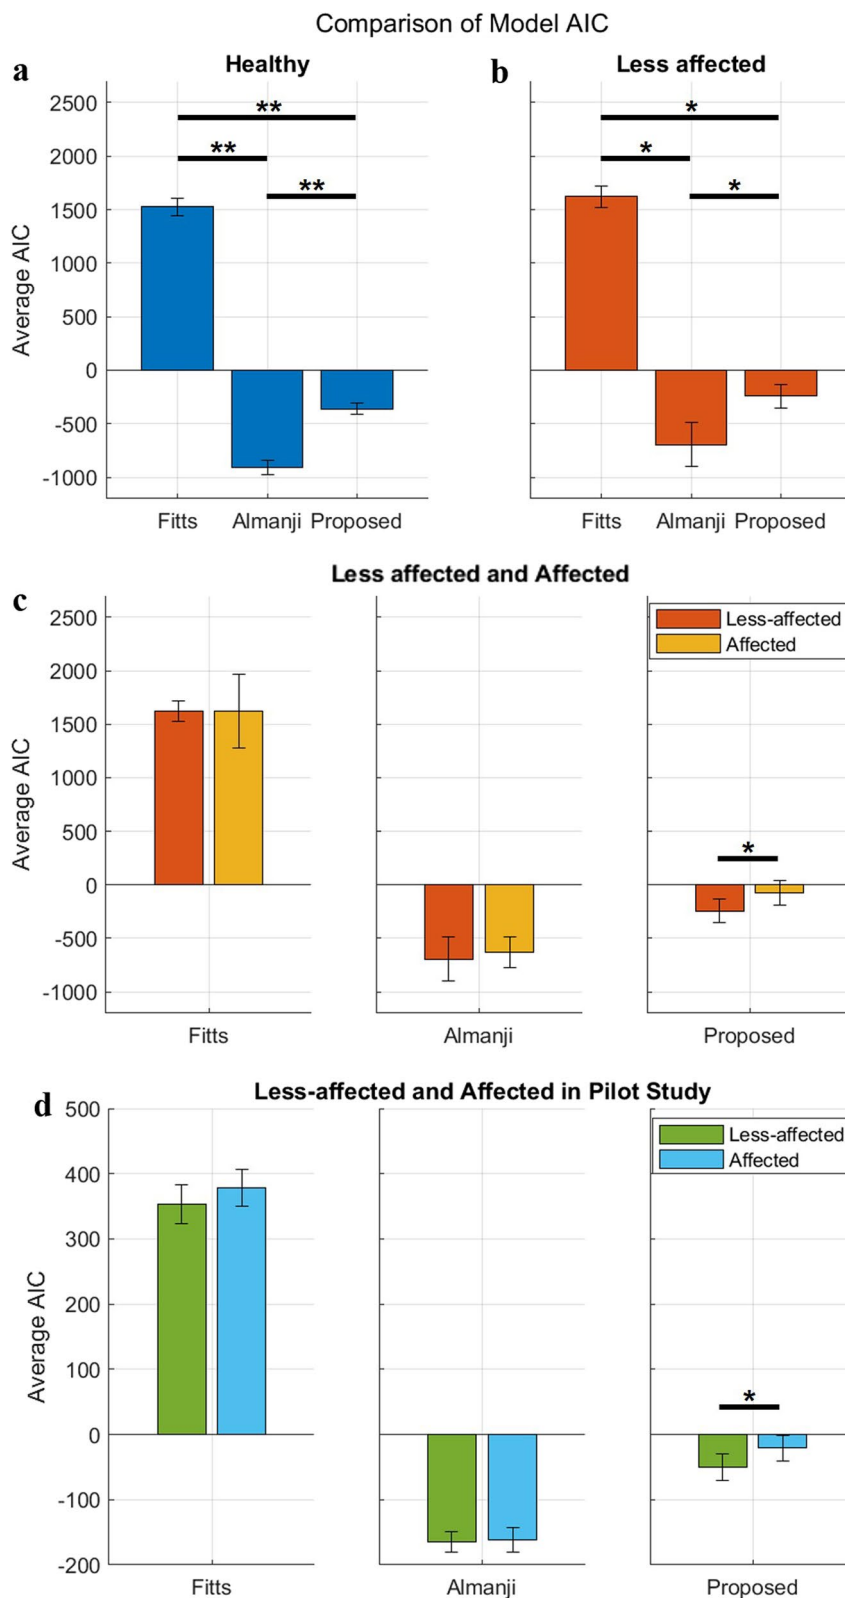 Comparison of Model AIC
a
Healthy
b
Less affected
2500
2000
1500
1000
500
0
-500
-1000
Average AIC
**
**
**
*
*
*
Fitts
Almanji
Proposed
Fitts
Almanji
Proposed
Less affected and Affected
c
2500
2000
1500
1000
500
0
-500
-1000
Average AIC
Less-affected
Affected
*
Fitts
Almanji
Proposed
Less-affected and Affected in Pilot Study
d
500
400
300
200
100
0
-100
-200
Average AIC
Less-affected
Affected
*
Fitts
Almanji
Proposed